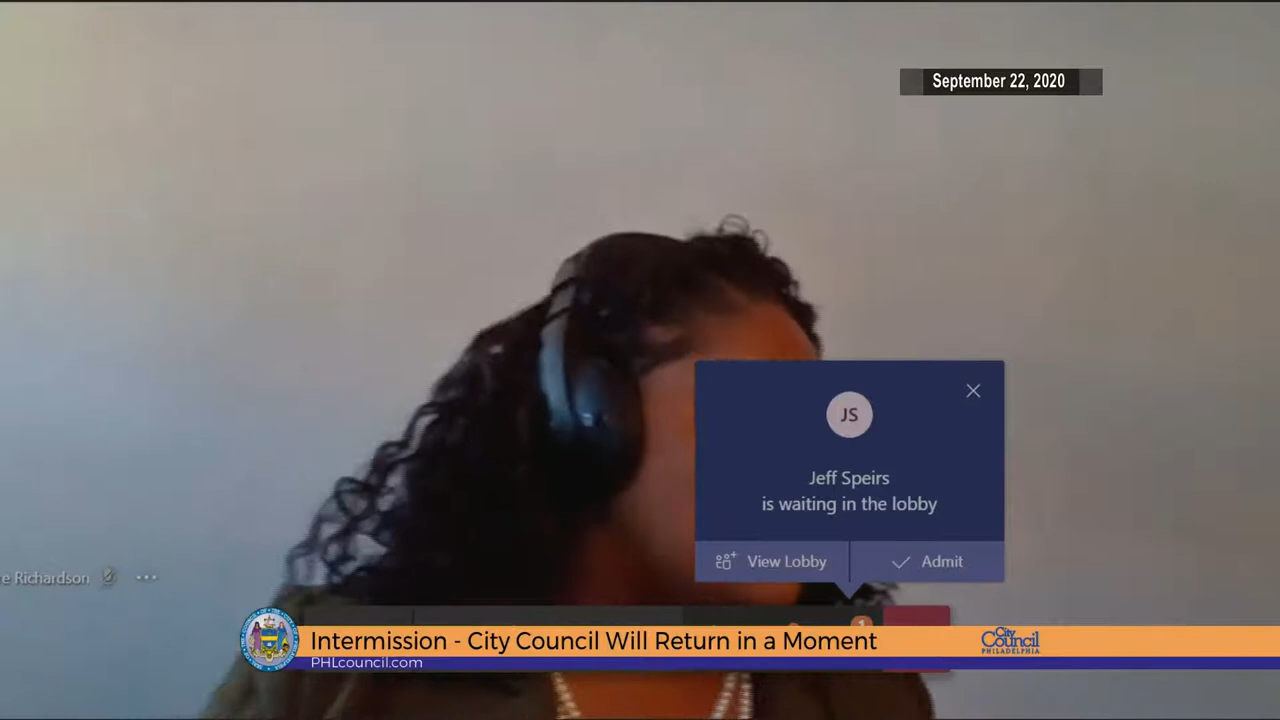 September 22, 2020
JS
Jeff Speirs
is waiting in the lobby
View Lobby
Admit
Richardson
1
Intermission - City Council Will Return in a Moment
City
Council
PHILADELPHIA
PHLcouncil.com